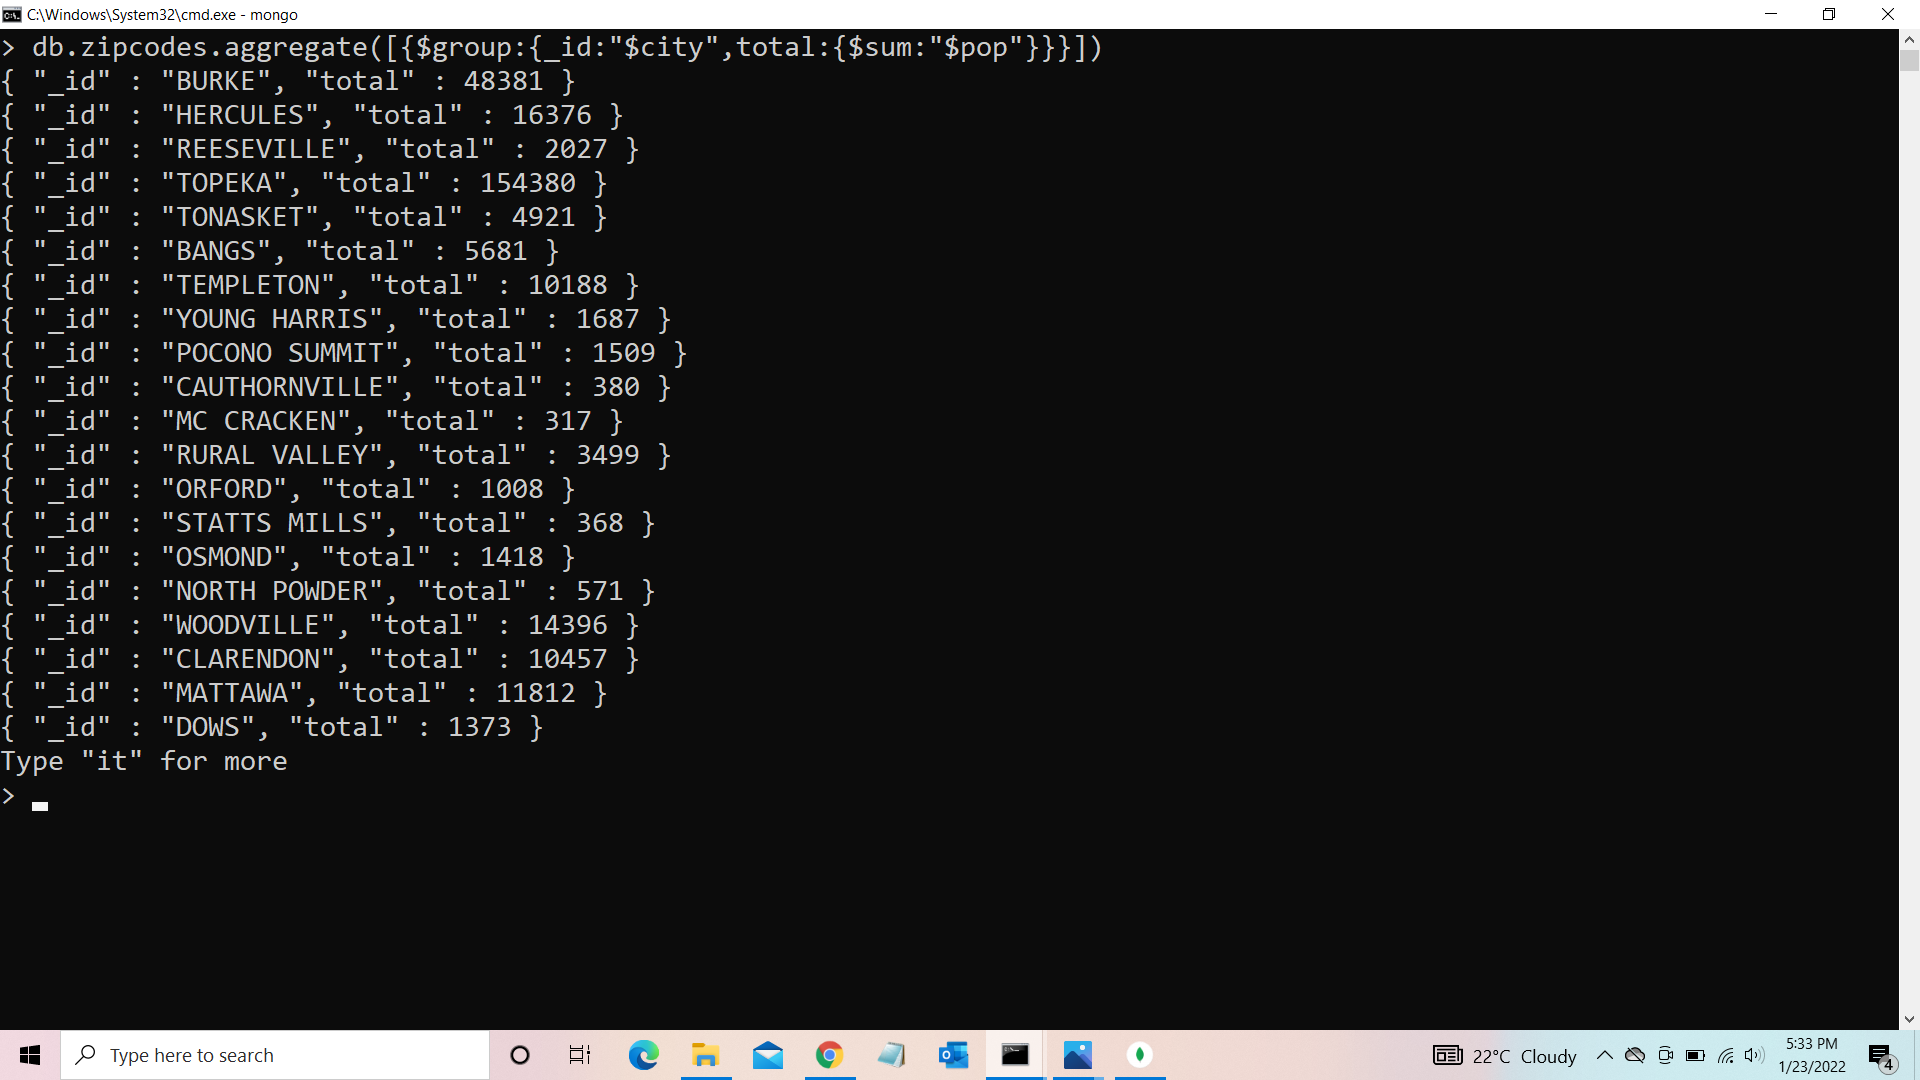 C:\Windows\System32\cmd.exe - mongo
> db.zipcodes.aggregate([{$group:{_id:"$city",total:{$sum:"$pop"}}}])
{ "_id" : "BURKE", "total" : 48381 }
{ "_id" : "HERCULES", "total" : 16376 }
{ "_id" : "REESEVILLE", "total" : 2027 }
{ "_id" : "TOPEKA", "total" : 154380 }
{ "_id" : "TONASKET", "total" : 4921 }
{ "_id" : "BANGS", "total" : 5681 }
{ "_id" : "TEMPLETON", "total" : 10188 }
{ "_id" : "YOUNG HARRIS", "total" : 1687 }
{ "_id" : "POCONO SUMMIT", "total" : 1509 }
{ "_id" : "CAUTHORNVILLE", "total" : 380 }
{ "_id" : "MC CRACKEN", "total" : 317 }
{ "_id" : "RURAL VALLEY", "total" : 3499 }
{ "_id" : "ORFORD", "total" : 1008 }
{ "_id" : "STATTS MILLS", "total" : 368 }
{ "_id" : "OSMOND", "total" : 1418 }
{ "_id" : "NORTH POWDER", "total" : 571 }
{ "_id" : "WOODVILLE", "total" : 14396 }
{ "_id" : "CLARENDON", "total" : 10457 }
{ "_id" : "MATTAWA", "total" : 11812 }
{ "_id" : "DOWS", "total" : 1373 }
Type "it" for more
>
Type here to search
22°C Cloudy
5:33 PM
1/23/2022
4